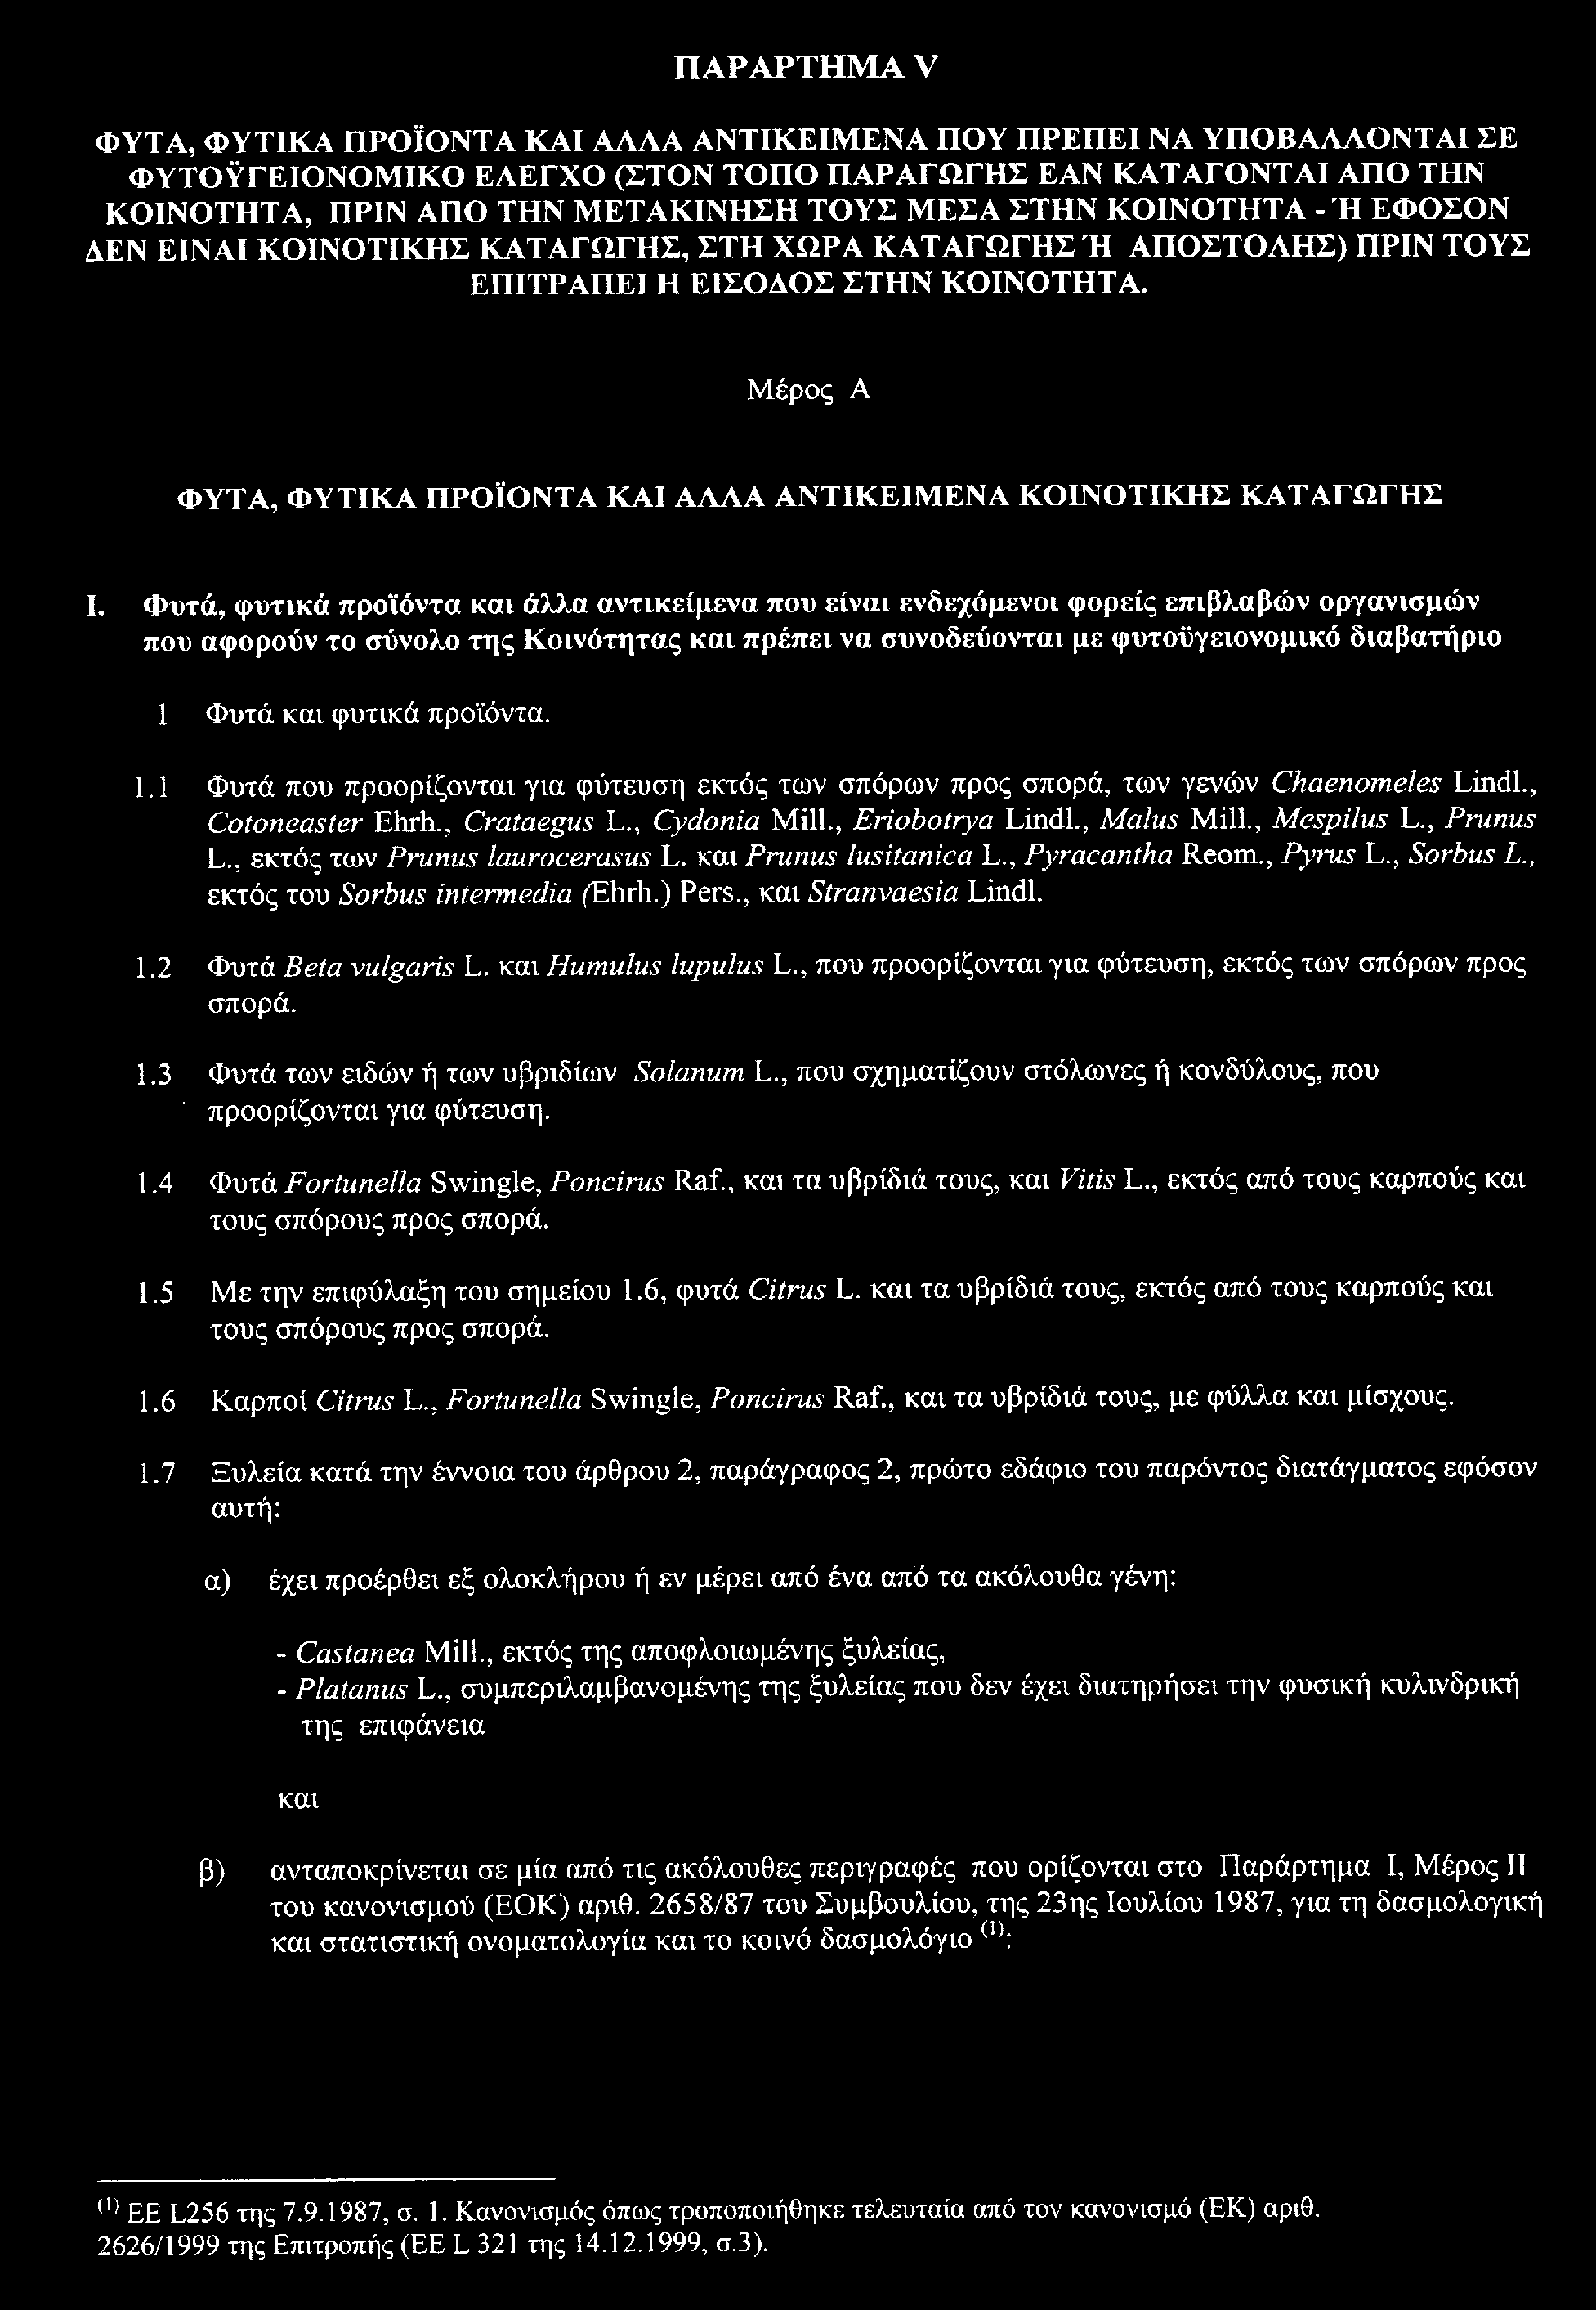 ΠΑΡΑΡΤΗΜΑ V
ΦΥΤΑ, ΦΥΤΙΚΑ ΠΡΟΪΟΝΤΑ ΚΑΙ ΑΛΛΑ ΑΝΤΙΚΕΙΜΕΝΑ ΠΟΥ ΠΡΕΠΕΙ ΝΑ ΥΠΟΒΑΛΛΟΝΤΑΙ ΣΕ
ΦΥΤΟΫΓΕΙΟΝΟΜΙΚΟ ΕΛΕΓΧΟ (ΣΤΟΝ ΤΟΠΟ ΠΑΡΑΓΩΓΗΣ ΕΑΝ ΚΑΤΑΓΟΝΤΑΙ ΑΠΟ ΤΗΝ
ΚΟΙΝΟΤΗΤΑ, ΠΡΙΝ ΑΠΟ ΤΗΝ ΜΕΤΑΚΙΝΗΣΗ ΤΟΥΣ ΜΕΣΑ ΣΤΗΝ ΚΟΙΝΟΤΗΤΑ - Ή ΕΦΟΣΟΝ
ΔΕΝ ΕΙΝΑΙ ΚΟΙΝΟΤΙΚΗΣ ΚΑΤΑΓΩΓΗΣ, ΣΤΗ ΧΩΡΑ ΚΑΤΑΓΩΓΗΣ Ή ΑΠΟΣΤΟΛΗΣ) ΠΡΙΝ ΤΟΥΣ
ΕΠΙΤΡΑΠΕΙ Η ΕΙΣΟΔΟΣ ΣΤΗΝ ΚΟΙΝΟΤΗΤΑ.
Μέρος Α
ΦΥΤΑ, ΦΥΤΙΚΑ ΠΡΟΪΟΝΤΑ ΚΑΙ ΑΛΛΑ ΑΝΤΙΚΕΙΜΕΝΑ ΚΟΙΝΟΤΙΚΗΣ ΚΑΤΑΓΩΓΗΣ
I. Φυτά, φυτικά προϊόντα και άλλα αντικείμενα που είναι ενδεχόμενοι φορείς επιβλαβών οργανισμών
που αφορούν το σύνολο της Κοινότητας και πρέπει να συνοδεύονται με φυτοϋγειονομικό διαβατήριο
1 Φυτά και φυτικά προϊόντα.
1.1 Φυτά που προορίζονται για φύτευση εκτός των σπόρων προς σπορά, των γενών Chaenomeles Lindl.,
Cotoneaster Ehrh., Crataegus L., Cydonia Mill., Eriobotrya Lindl., Malus Mill., Mespilus L., Prunus
L., εκτός των Prunus laurocerasus L. και Prunus lusitanica L., Pyracantha Reom., Pyrus L., Sorbus L.,
εκτός του Sorbus intermedia (Ehrh.) Pers., και Stranvaesia Lindl.
1.2 Φυτά Beta vulgaris L. και Humulus lupulus L., που προορίζονται για φύτευση, εκτός των σπόρων προς
σπορά.
1.3 Φυτά των ειδών ή των υβριδίων Solanum L., που σχηματίζουν στόλωνες ή κονδύλους, που
προορίζονται για φύτευση.
1.4 Φυτά Fortunella Swingle, Poncirus Raf., και τα υβρίδιά τους, και Vitis L., εκτός από τους καρπούς και
τους σπόρους προς σπορά.
1.5 Με την επιφύλαξη του σημείου 1.6, φυτά Citrus L. και τα υβρίδιά τους, εκτός από τους καρπούς και
τους σπόρους προς σπορά.
1.6 Καρποί Citrus L., Fortunella Swingle, Poncirus Raf., και τα υβρίδιά τους, με φύλλα και μίσχους.
1.7 Ξυλεία κατά την έννοια του άρθρου 2, παράγραφος 2, πρώτο εδάφιο του παρόντος διατάγματος εφόσον
αυτή:
α) έχει προέρθει εξ ολοκλήρου ή εν μέρει από ένα από τα ακόλουθα γένη:
- Castanea Mill., εκτός της αποφλοιωμένης ξυλείας,
- Platanus L., συμπεριλαμβανομένης της ξυλείας που δεν έχει διατηρήσει την φυσική κυλινδρική
της επιφάνεια
και
β) ανταποκρίνεται σε μία από τις ακόλουθες περιγραφές που ορίζονται στο Παράρτημα Ι, Μέρος ΙΙ
του κανονισμού (ΕΟΚ) αριθ. 2658/87 του Συμβουλίου, της 23ης Ιουλίου 1987, για τη δασμολογική
και στατιστική ονοματολογία και το κοινό δασμολόγιο (1):
(1) ΕΕ L256 της 7.9.1987, σ. 1. Κανονισμός όπως τροποποιήθηκε τελευταία από τον κανονισμό (ΕΚ) αριθ.
2626/1999 της Επιτροπής (ΕΕ L 321 της 14.12.1999, σ.3).